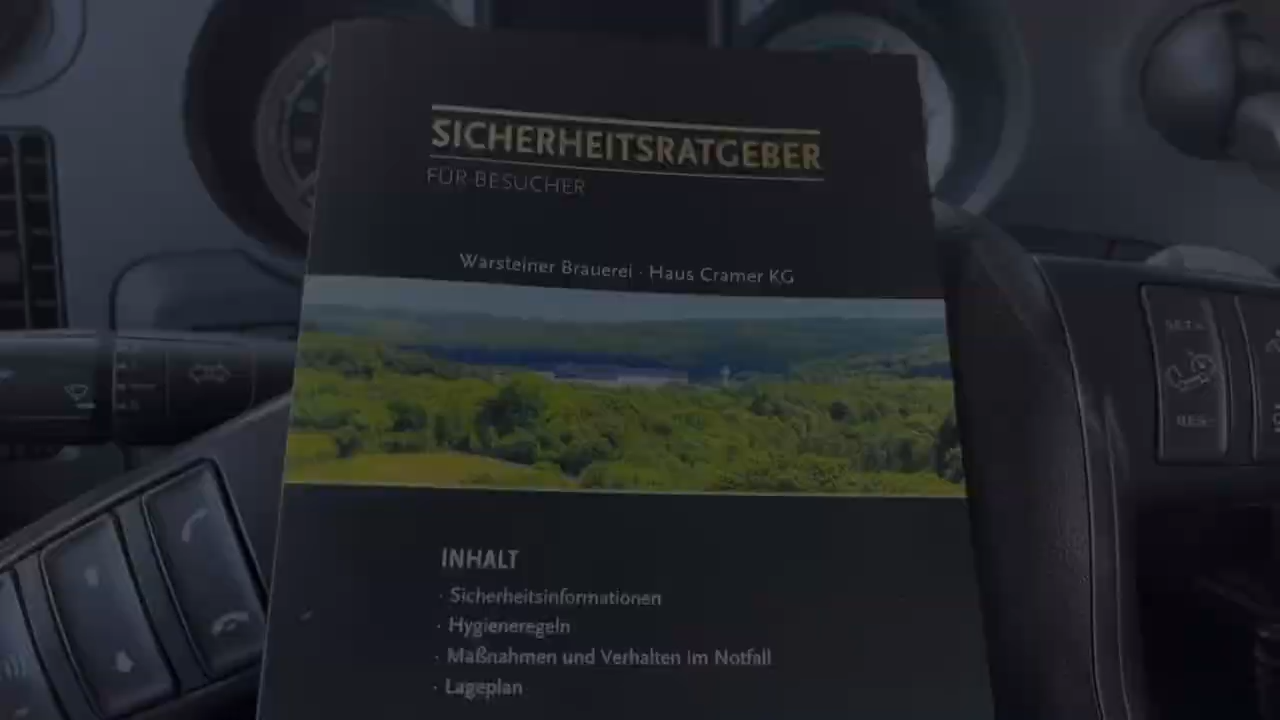 SICHERHEITSRATGEBER
FÜR BESUCHER
Warsteiner Brauerei · Haus Cramer KG
INHALT
· Sicherheitsinformationen
· Hygieneregeln
· Maßnahmen und Verhalten im Notfall
· Lageplan